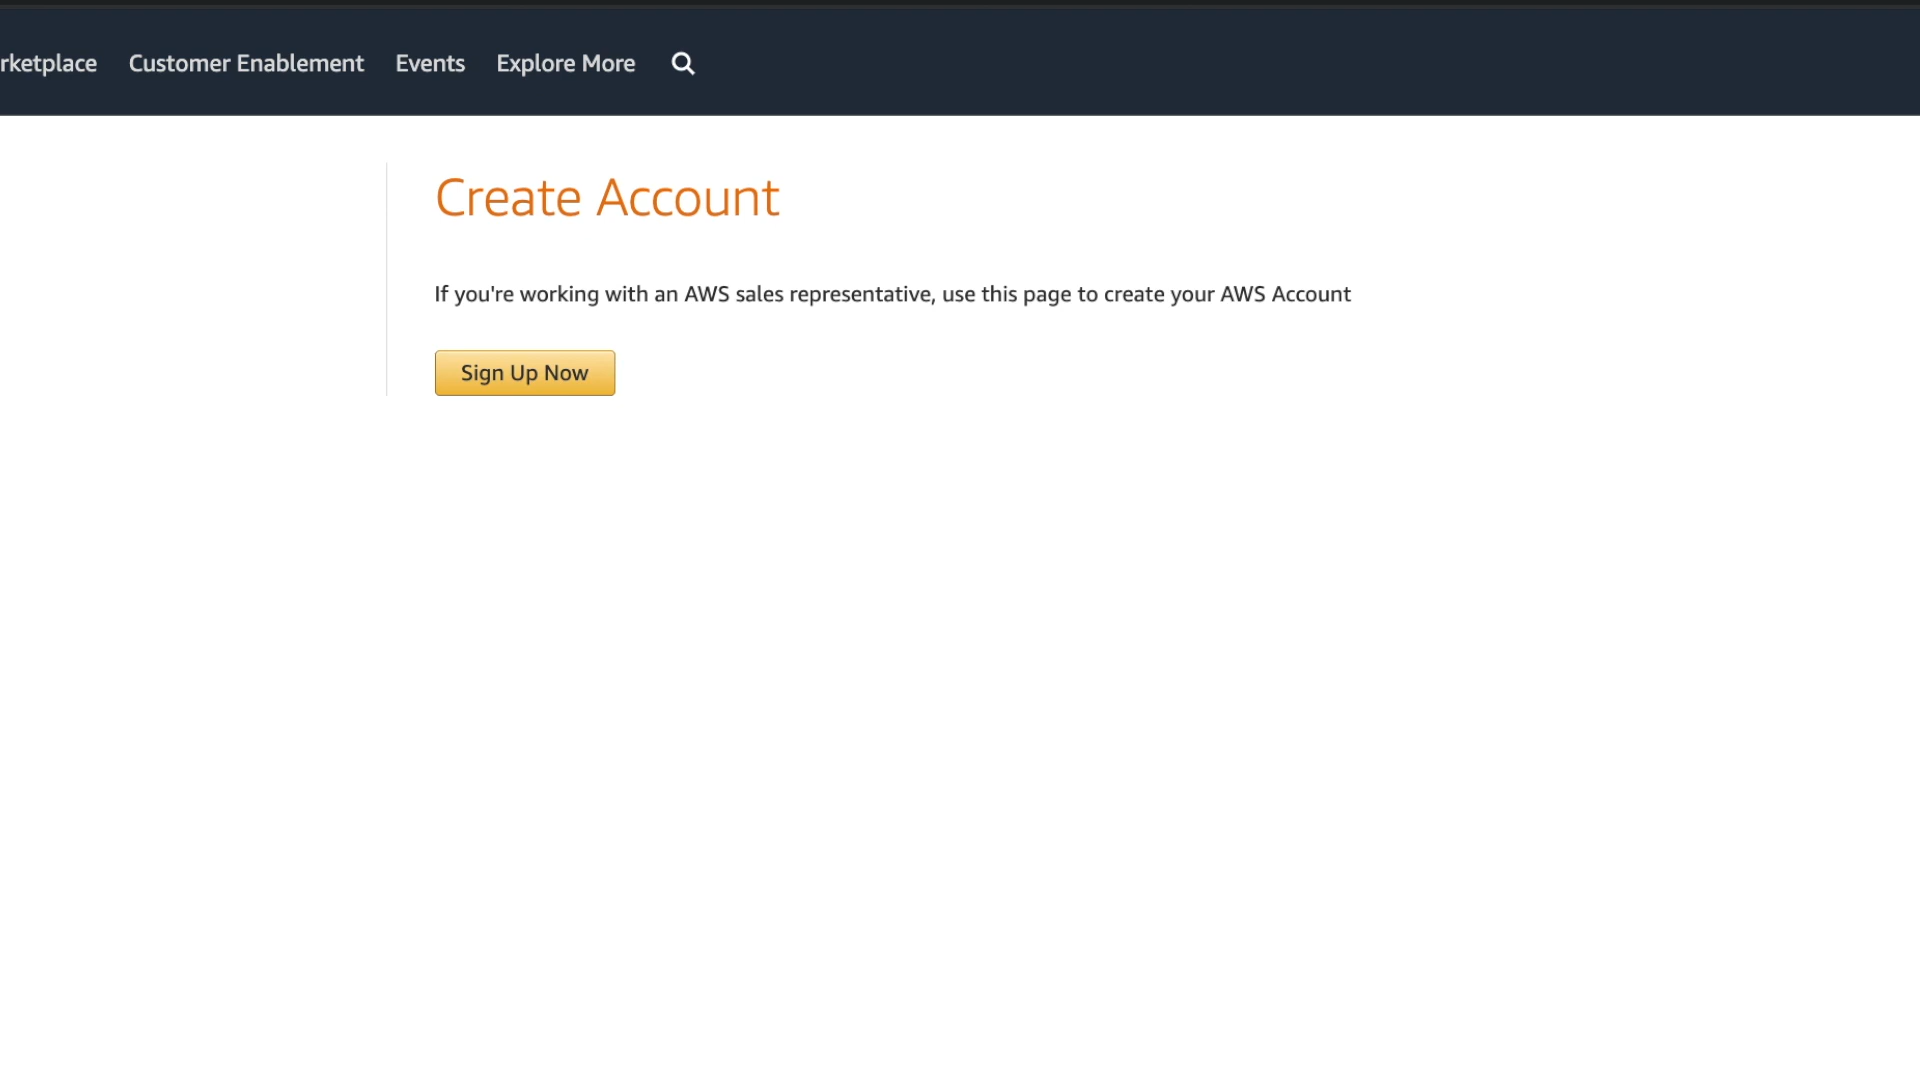 rketplace Customer Enablement Events Explore More
Create Account
If you're working with an AWS sales representative, use this page to create your AWS Account
Sign Up Now